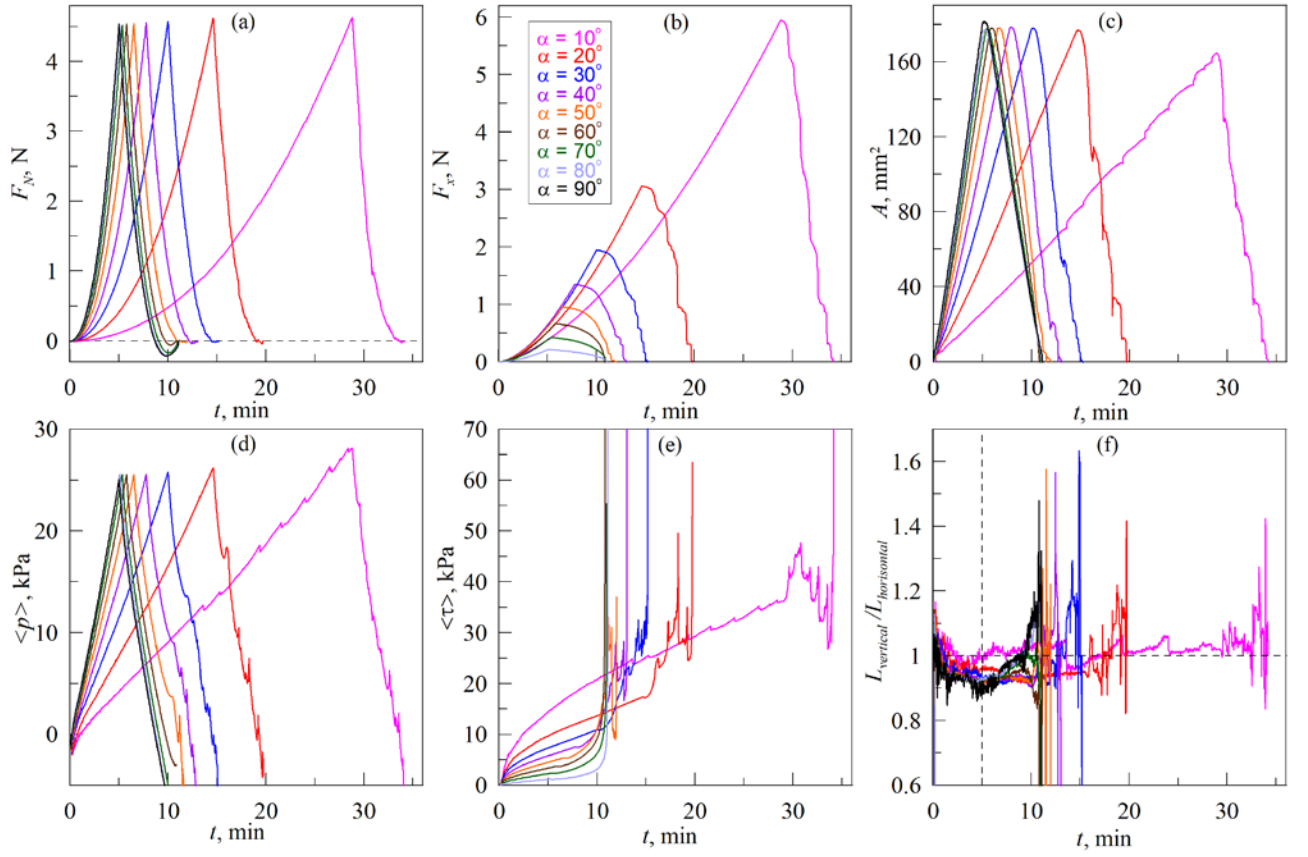 (a)
F_N, N
4
3
2
1
0
0
10
20
30
t, min
(b)
F_x, N
6
5
4
3
2
1
0
α = 10°
α = 20°
α = 30°
α = 40°
α = 50°
α = 60°
α = 70°
α = 80°
α = 90°
0
10
20
30
t, min
(c)
A, mm²
160
120
80
40
0
0
10
20
30
t, min
(d)
<p>, kPa
30
20
10
0
0
10
20
30
t, min
(e)
<τ>, kPa
70
60
50
40
30
20
10
0
0
10
20
30
t, min
(f)
L_vertical /L_horisontal
1.6
1.4
1.2
1
0.8
0.6
0
10
20
30
t, min